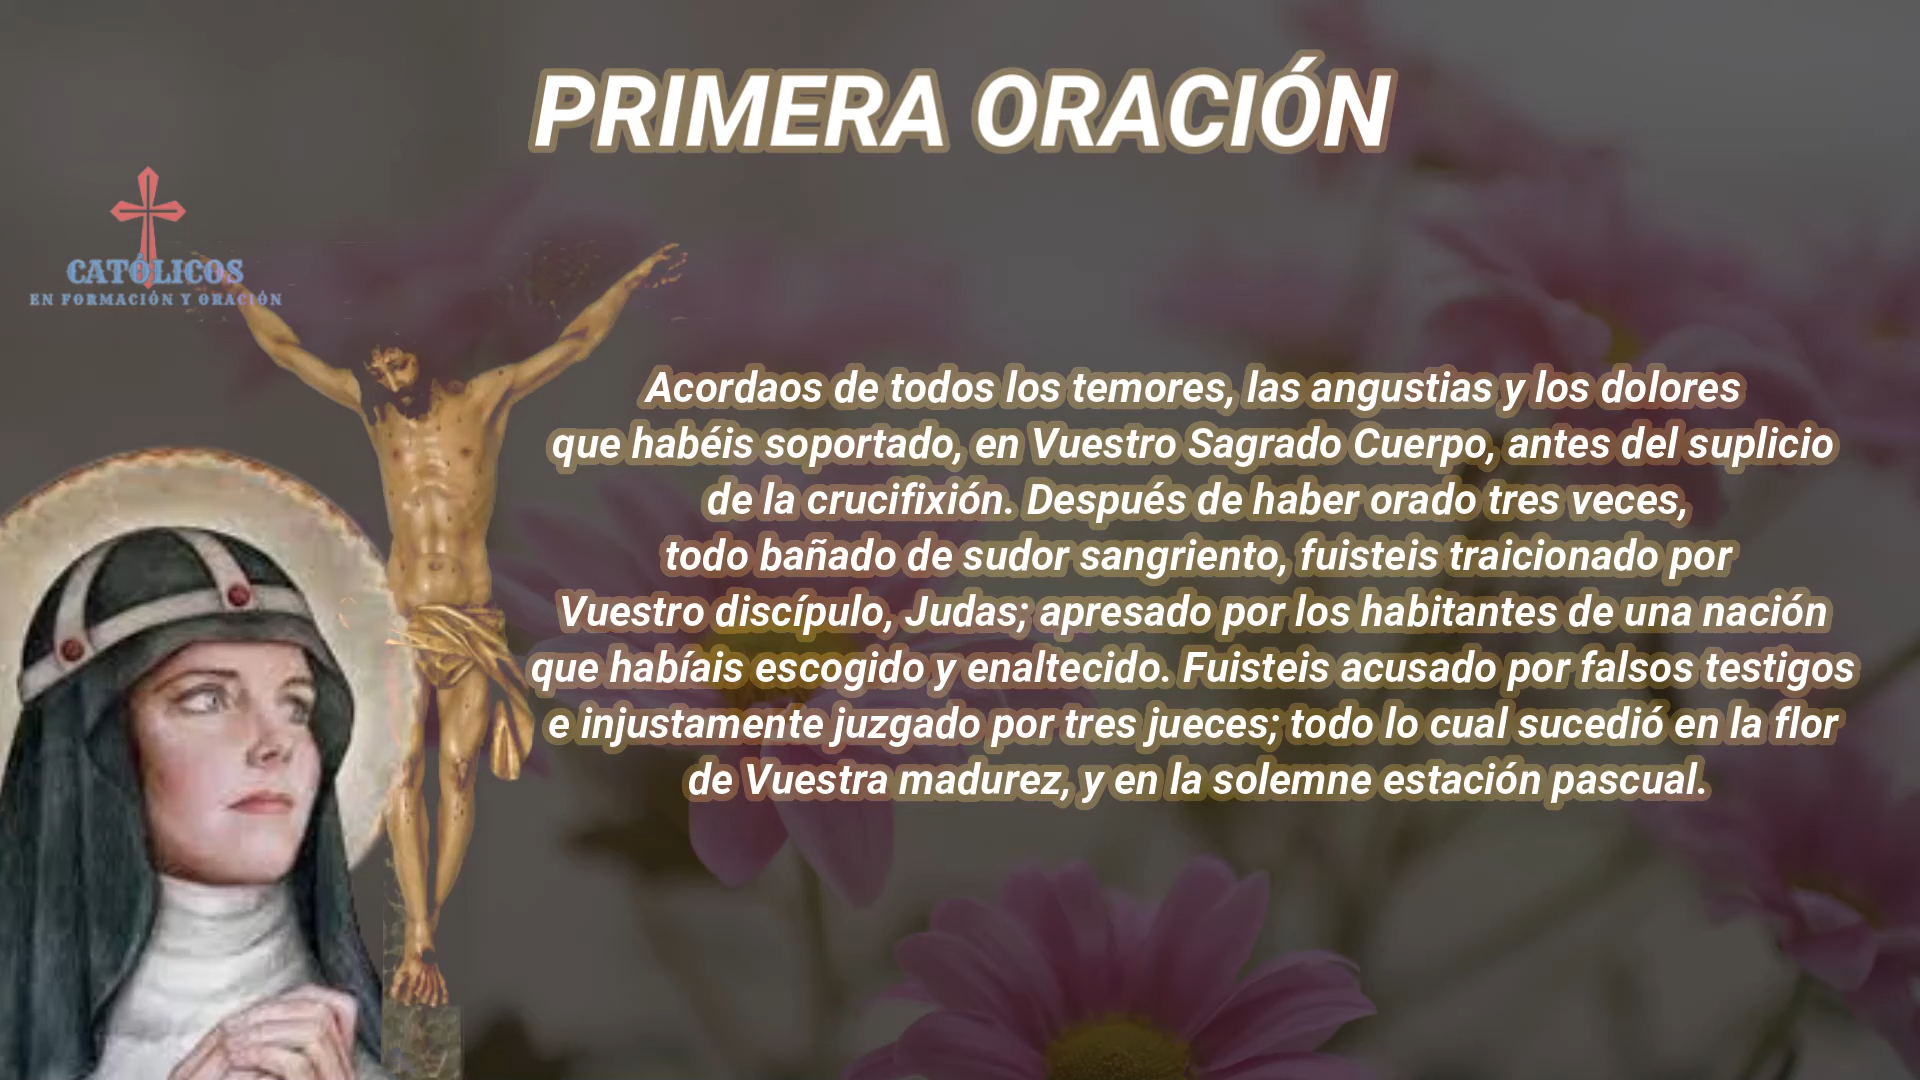 PRIMERA ORACIÓN
CATÓLICOS
EN FORMACIÓN Y ORACIÓN
Acordaos de todos los temores, las angustias y los dolores
que habéis soportado, en Vuestro Sagrado Cuerpo, antes del suplicio
de la crucifixión. Después de haber orado tres veces,
todo bañado de sudor sangriento, fuisteis traicionado por
Vuestro discípulo, Judas; apresado por los habitantes de una nación
que habíais escogido y enaltecido. Fuisteis acusado por falsos testigos
e injustamente juzgado por tres jueces; todo lo cual sucedió en la flor
de Vuestra madurez, y en la solemne estación pascual.